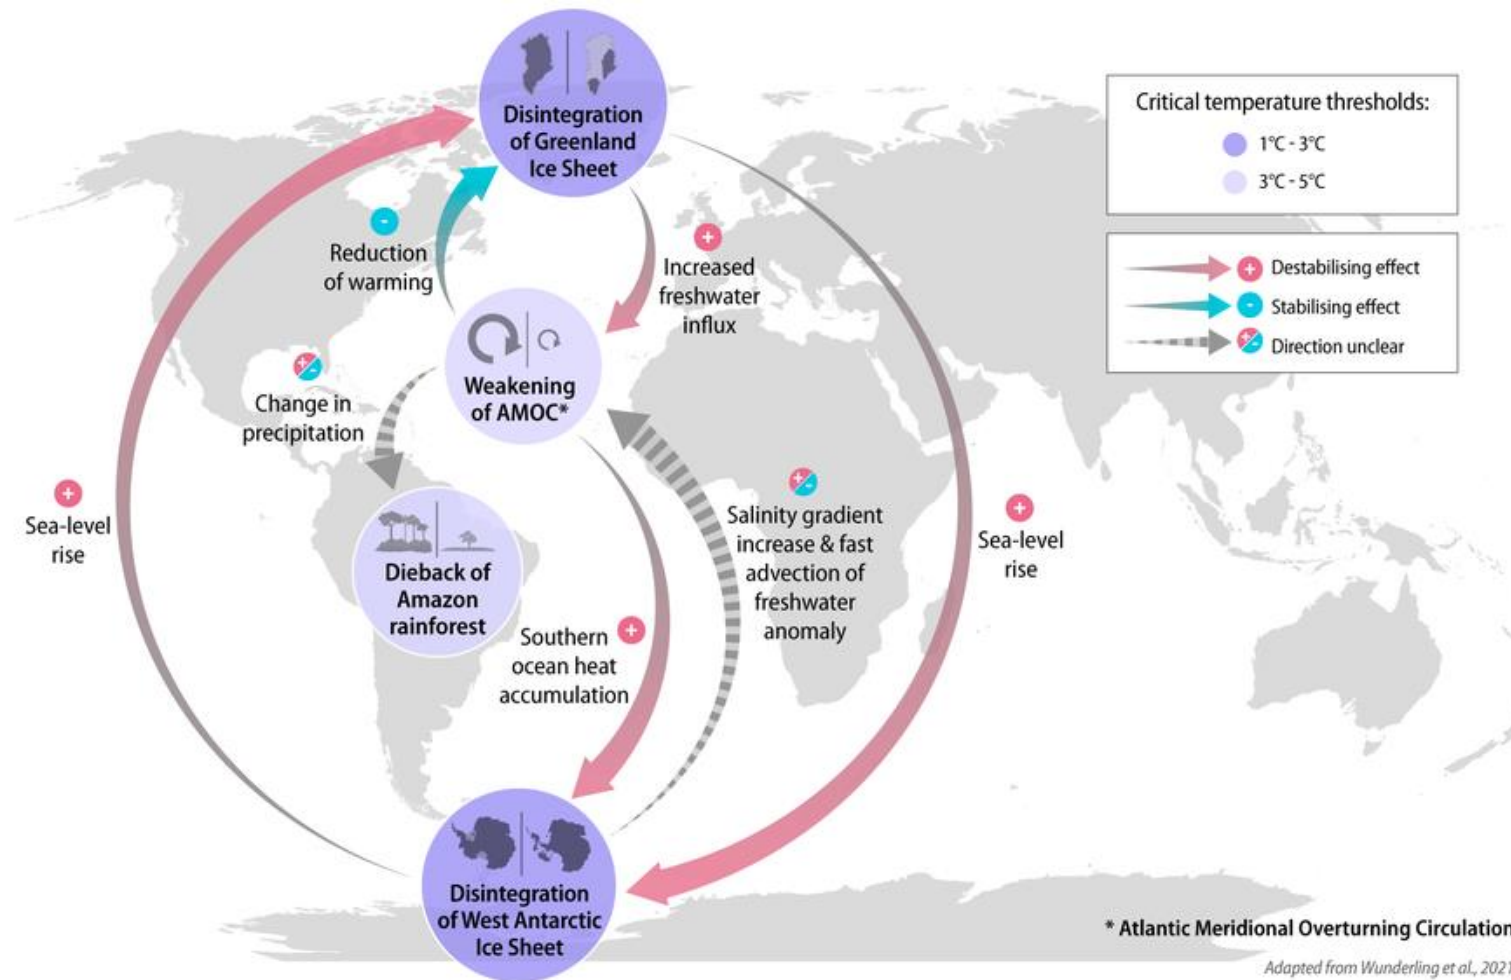 Disintegration
of Greenland
Ice Sheet
Critical temperature thresholds:
1°C - 3°C
3°C - 5°C
+ Destabilising effect
- Stabilising effect
+- Direction unclear
-
Reduction
of warming
+
Increased
freshwater
influx
Weakening
of AMOC*
+-
Change in
precipitation
+
Sea-level
rise
Dieback of
Amazon
rainforest
+-
Salinity gradient
increase & fast
advection of
freshwater
anomaly
+
Sea-level
rise
Southern +
ocean heat
accumulation
Disintegration
of West Antarctic
Ice Sheet
* Atlantic Meridional Overturning Circulation
Adapted from Wunderling et al., 2021